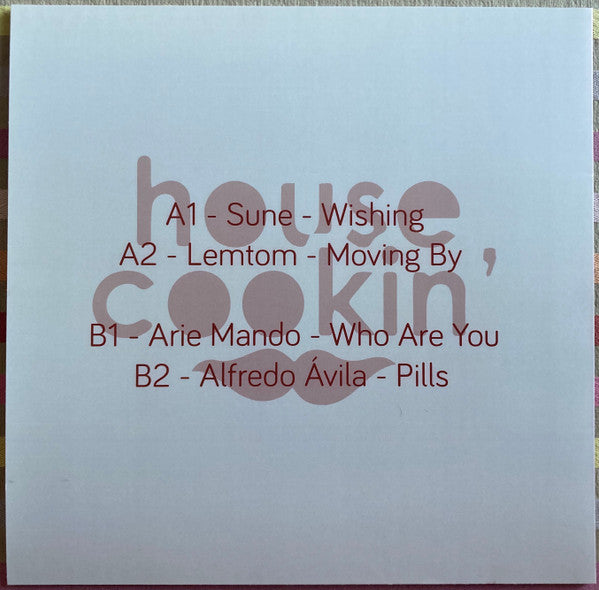 house
cookin'
A1 - Sune - Wishing
A2 - Lemtom - Moving By
B1 - Arie Mando - Who Are You
B2 - Alfredo Ávila - Pills